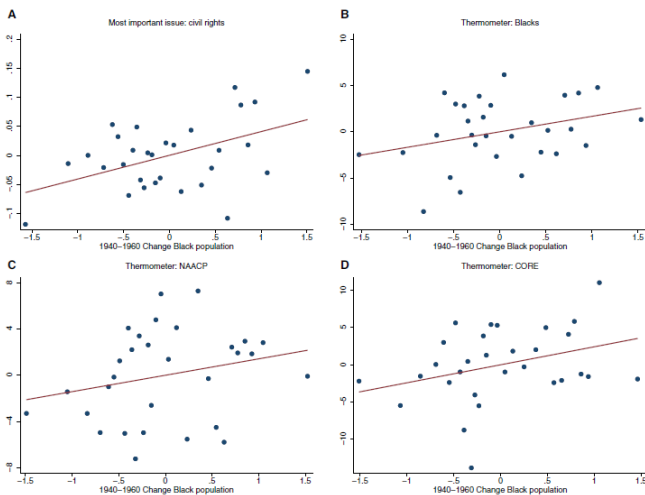 A
Most important issue: civil rights
.2
.15
.1
.05
0
-.05
-.1
-1.5 -1 -.5 0 .5 1 1.5
1940–1960 Change Black population
B
Thermometer: Blacks
10
5
0
-5
-10
-1.5 -1 -.5 0 .5 1 1.5
1940–1960 Change Black population
C
Thermometer: NAACP
8
4
0
-4
-8
-1.5 -1 -.5 0 .5 1 1.5
1940–1960 Change Black population
D
Thermometer: CORE
10
5
0
-5
-10
-1.5 -1 -.5 0 .5 1 1.5
1940–1960 Change Black population